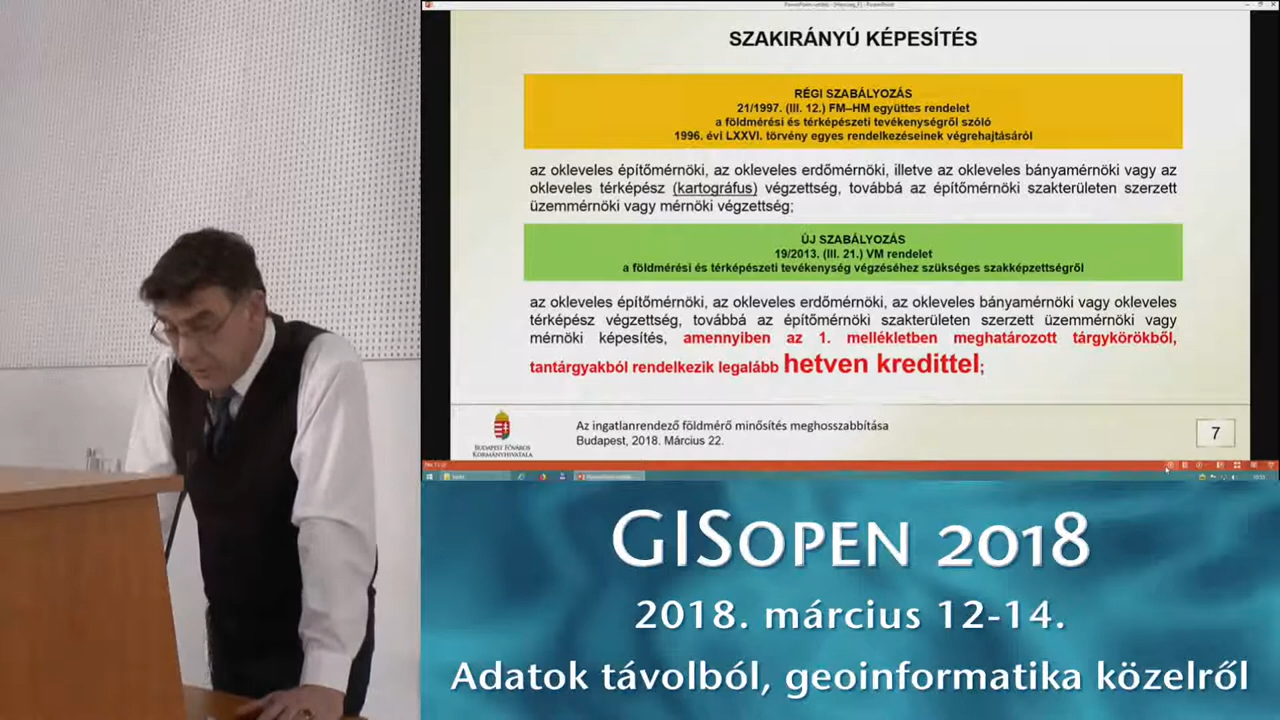 SZAKIRÁNYÚ KÉPESÍTÉS
RÉGI SZABÁLYOZÁS
21/1997. (III. 12.) FM–HM együttes rendelet
a földmérési és térképészeti tevékenységről szóló
1996. évi LXXVI. törvény egyes rendelkezéseinek végrehajtásáról
az okleveles építőmérnöki, az okleveles erdőmérnöki, illetve az okleveles bányamérnöki vagy az
okleveles térképész (kartográfus) végzettség, továbbá az építőmérnöki szakterületen szerzett
üzemmérnöki vagy mérnöki végzettség;
ÚJ SZABÁLYOZÁS
19/2013. (III. 21.) VM rendelet
a földmérési és térképészeti tevékenység végzéséhez szükséges szakképzettségről
az okleveles építőmérnöki, az okleveles erdőmérnöki, az okleveles bányamérnöki vagy okleveles
térképész végzettség, továbbá az építőmérnöki szakterületen szerzett üzemmérnöki vagy
mérnöki képesítés, amennyiben az 1. mellékletben meghatározott tárgykörökből,
tantárgyakból rendelkezik legalább hetven kredittel;
BUDAPEST FŐVÁROS
KORMÁNYHIVATALA
Az ingatlanrendező földmérő minősítés meghosszabbítása
Budapest, 2018. Március 22.
7
GISOPEN 2018
2018. március 12-14.
Adatok távolból, geoinformatika közelről